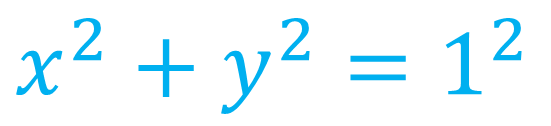 x² + y² = 1²